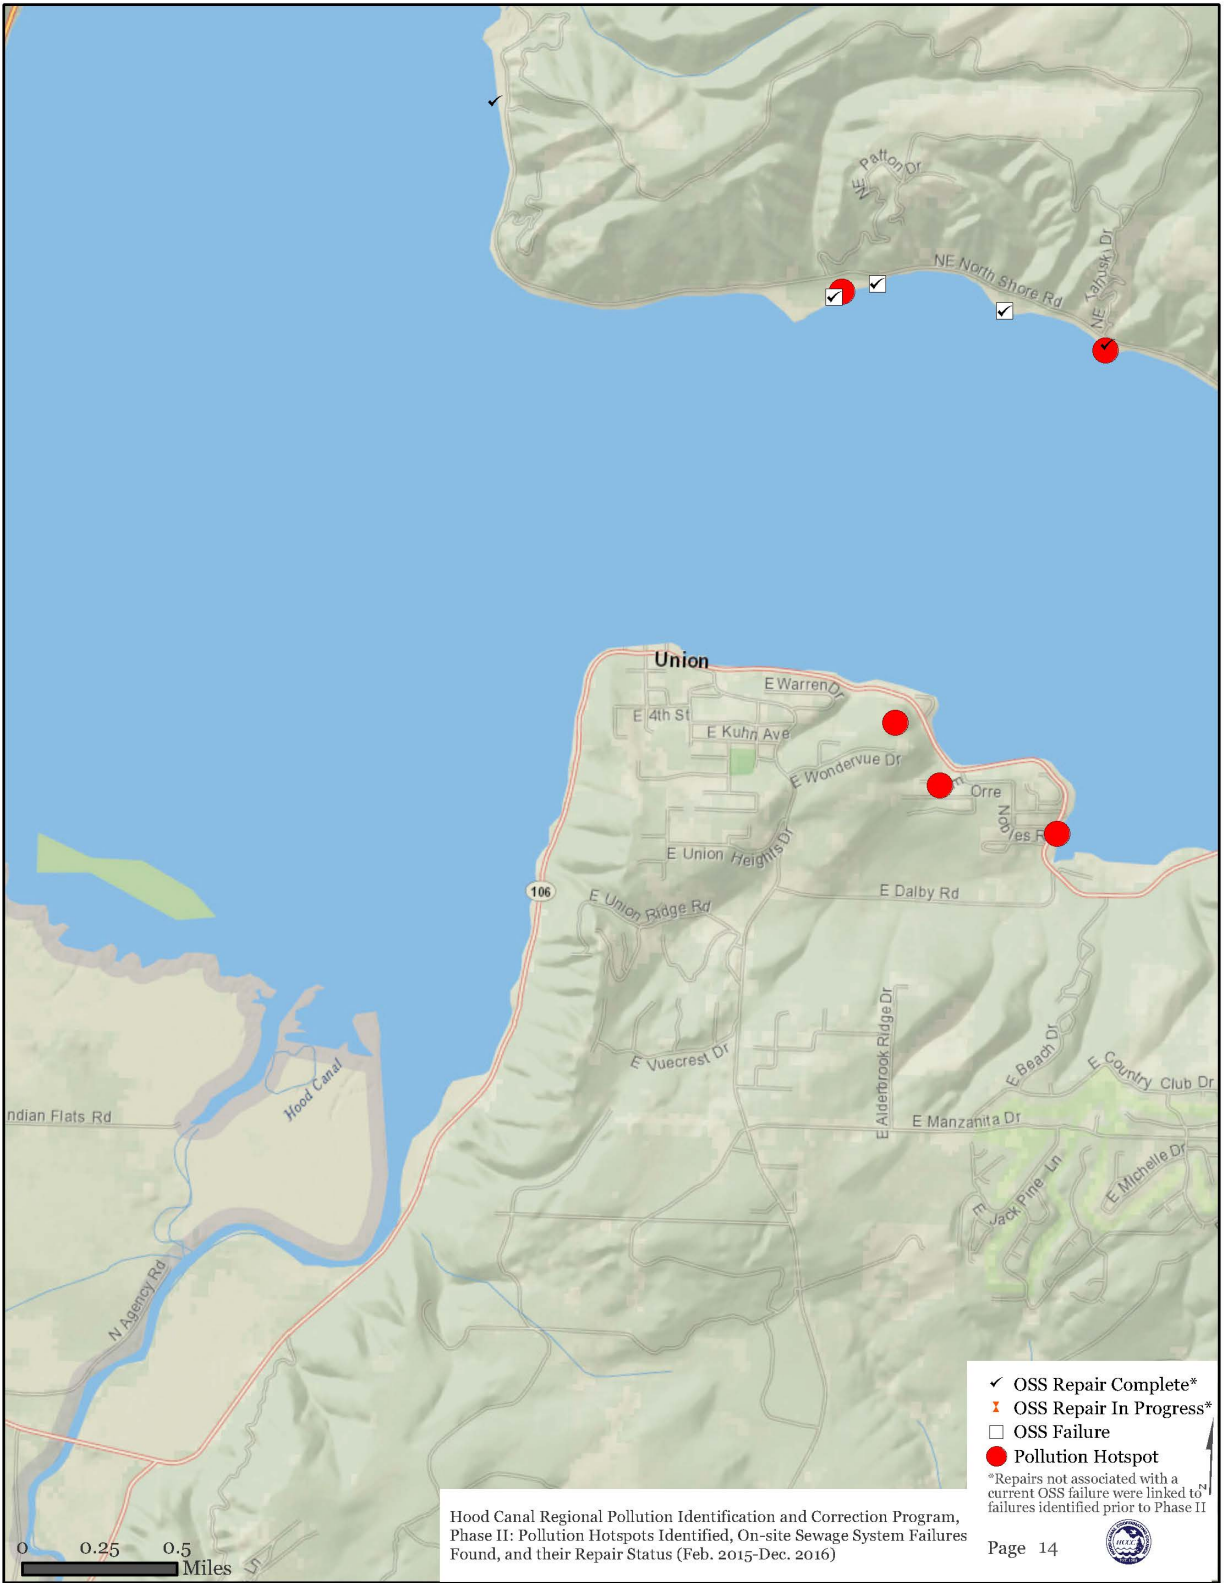 NE Patton Dr
NE North Shore Rd
NE Tahuski Dr
Union
E Warren Dr
E 4th St
E Kuhn Ave
E Wondervue Dr
E
Orre
Nobles R
E Union Heights Dr
106
E Dalby Rd
E Union Ridge Rd
E Alderbrook Ridge Dr
E Vuecrest Dr
E Beach Dr
E Country Club Dr
Hood Canal
ndian Flats Rd
E Manzanita Dr
E Jack Pine Ln
E Michelle Dr
N Agency Rd
Ln
OSS Repair Complete*
OSS Repair In Progress*
OSS Failure
Pollution Hotspot
*Repairs not associated with a
current OSS failure were linked to
failures identified prior to Phase II
N
Hood Canal Regional Pollution Identification and Correction Program,
Phase II: Pollution Hotspots Identified, On-site Sewage System Failures
Found, and their Repair Status (Feb. 2015-Dec. 2016)
Page 14
HCCC
0 0.25 0.5
Miles